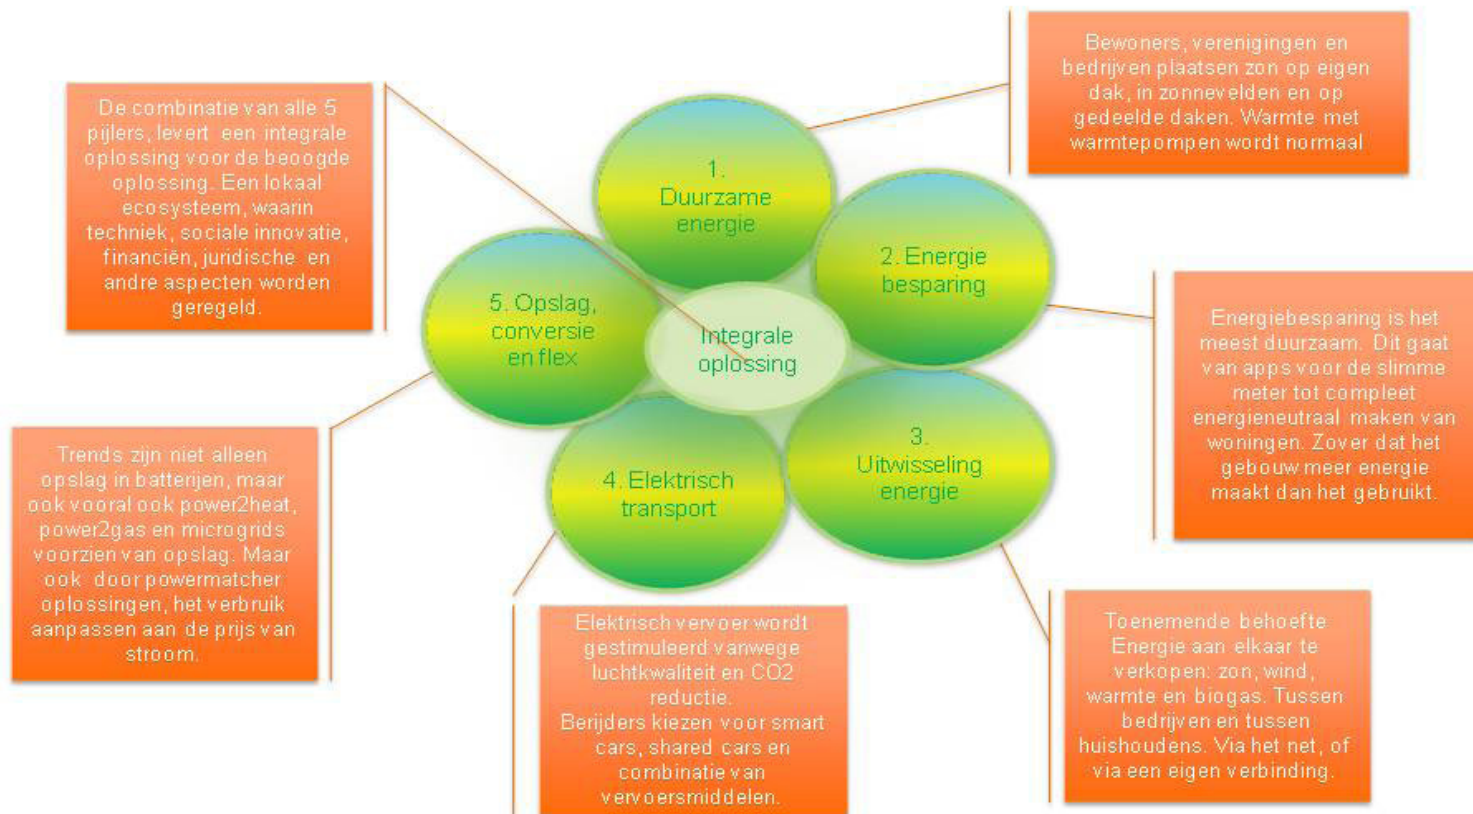 De combinatie van alle 5
pijlers, levert een integrale
oplossing voor de beoogde
oplossing. Een lokaal
ecosysteem, waarin
techniek, sociale innovatie,
financiën, juridische en
andre aspecten worden
geregeld.
Bewoners, verenigingen en
bedrijven plaatsen zon op eigen
dak, in zonnevelden en op
gedeelde daken. Warmte met
warmtepompen wordt normaal
1.
Duurzame
energie
2. Energie
besparing
5. Opslag,
conversie
en flex
Integrale
oplossing
3.
Uitwisseling
energie
4. Elektrisch
transport
Energiebesparing is het
meest duurzaam. Dit gaat
van apps voor de slimme
meter tot compleet
energieneutraal maken van
woningen. Zover dat het
gebouw meer energie
maakt dan het gebruikt.
Trends zijn niet alleen
opslag in batterijen, maar
ook vooral ook power2heat,
power2gas en microgrids
voorzien van opslag. Maar
ook door powermatcher
oplossingen, het verbruik
aanpassen aan de prijs van
stroom.
Elektrisch vervoer wordt
gestimuleerd vanwege
luchtkwaliteit en CO2
reductie.
Berijders kiezen voor smart
cars, shared cars en
combinatie van
vervoersmiddelen.
Toenemende behoefte
Energie aan elkaar te
verkopen: zon, wind,
warmte en biogas. Tussen
bedrijven en tussen
huishoudens. Via het net, of
via een eigen verbinding.